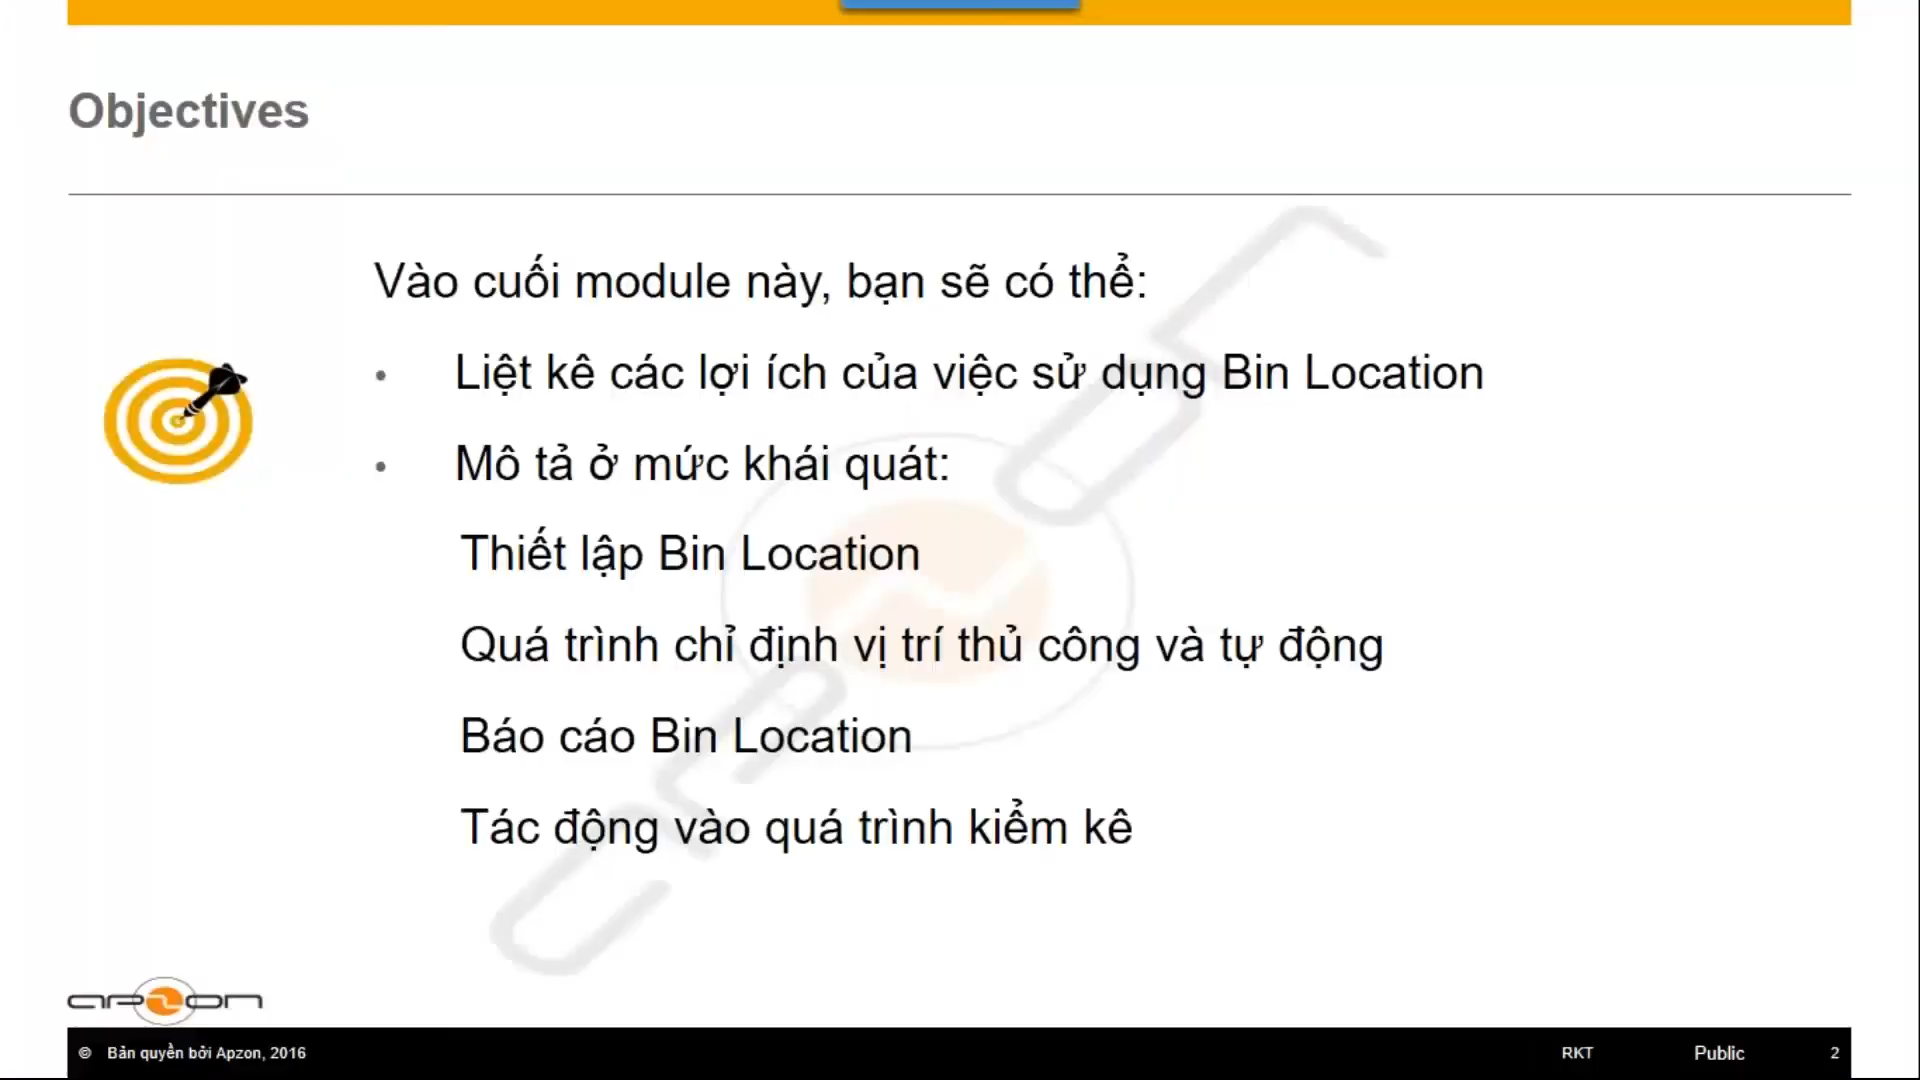 Objectives
Vào cuối module này, bạn sẽ có thể:
• Liệt kê các lợi ích của việc sử dụng Bin Location
• Mô tả ở mức khái quát:
Thiết lập Bin Location
Quá trình chỉ định vị trí thủ công và tự động
Báo cáo Bin Location
Tác động vào quá trình kiểm kê
apzon
© Bản quyền bởi Apzon, 2016 RKT Public 2